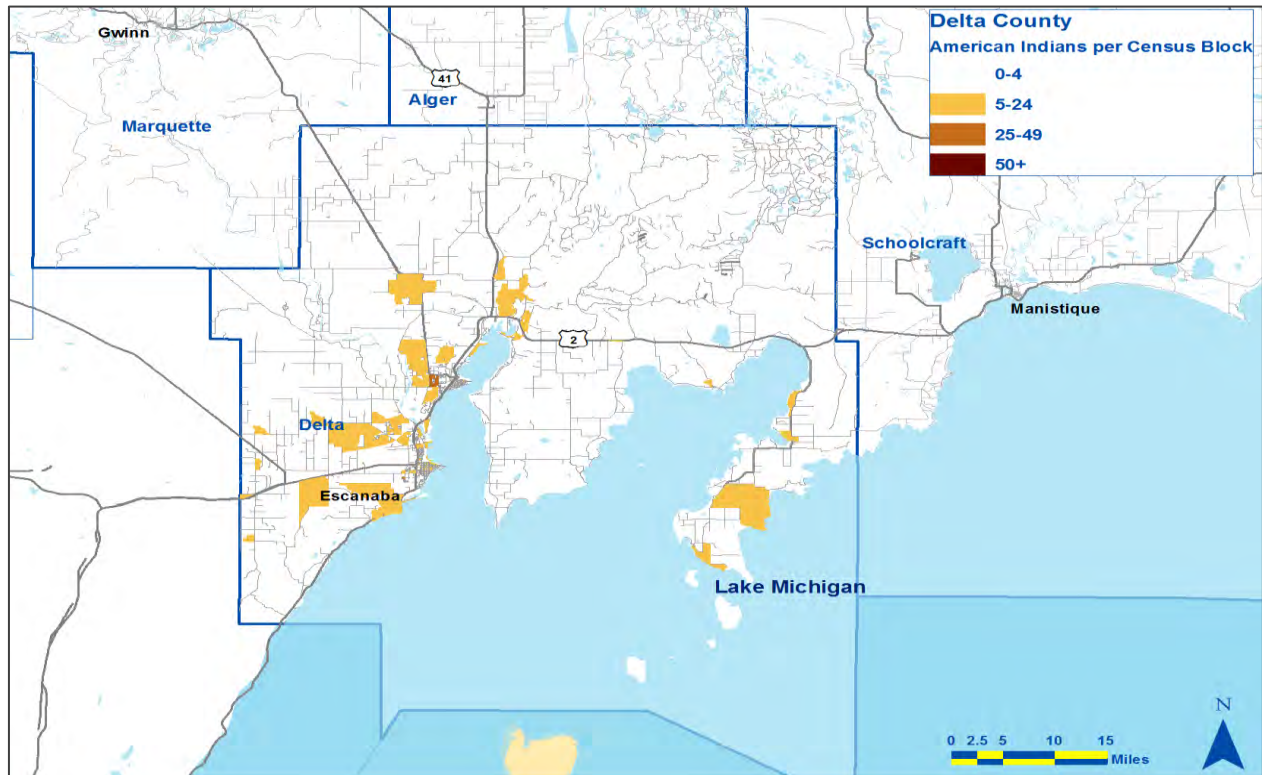 Gwinn
Delta County
American Indians per Census Block
0-4
5-24
25-49
50+
41
Alger
Marquette
Schoolcraft
Manistique
2
Delta
Escanaba
Lake Michigan
N
0 2.5 5 10 15
Miles